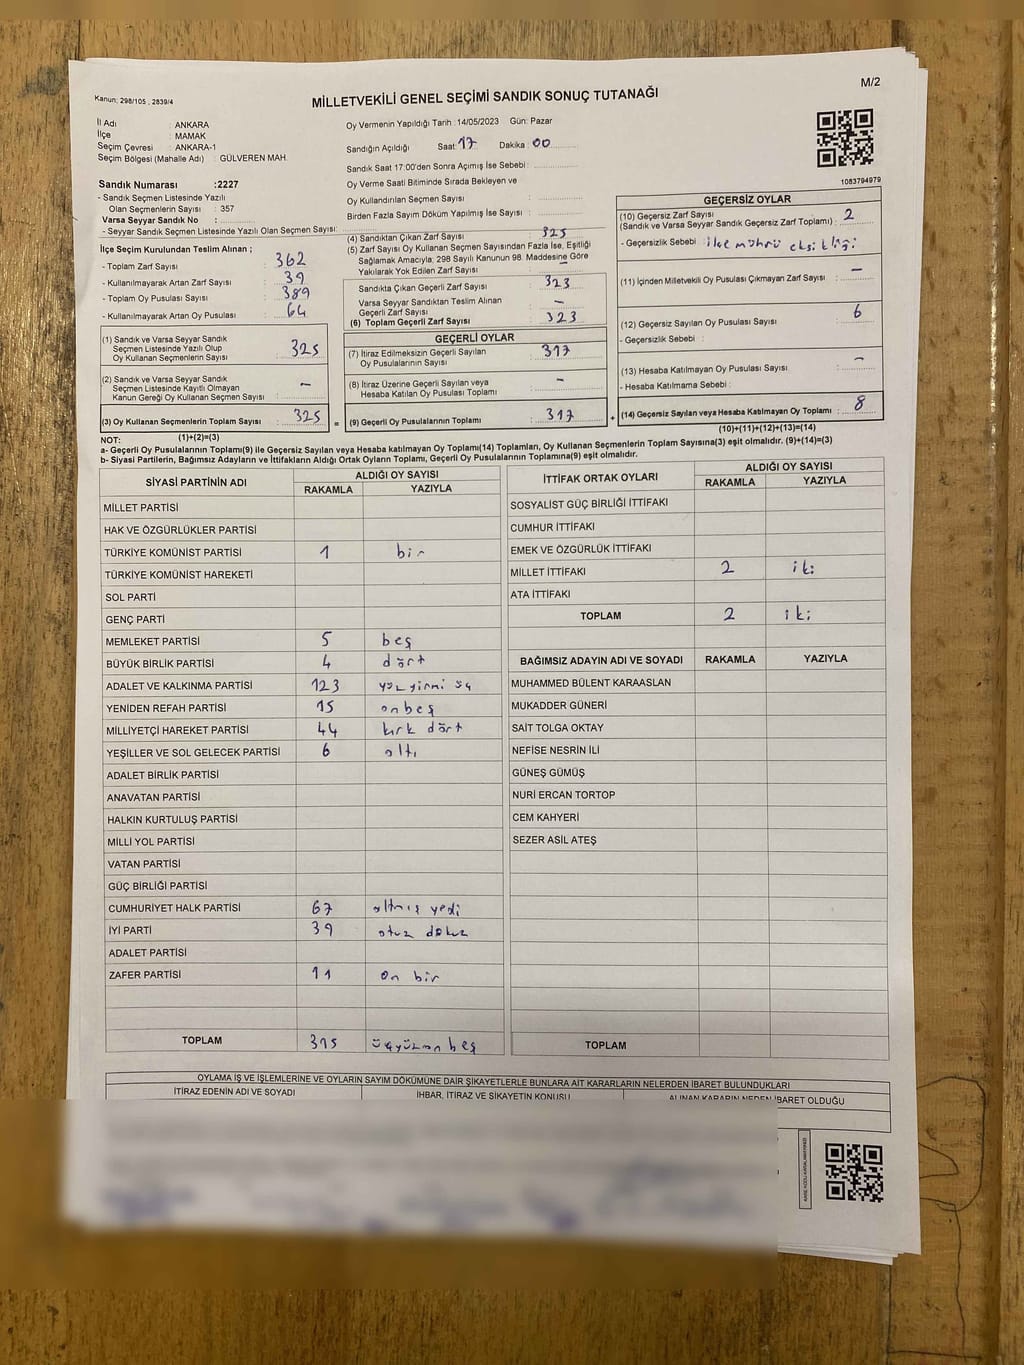 M/2
Kanun; 298/105 , 2839/4
MİLLETVEKİLİ GENEL SEÇİMİ SANDIK SONUÇ TUTANAĞI
İl Adı : ANKARA
İlçe : MAMAK
Seçim Çevresi : ANKARA-1
Seçim Bölgesi (Mahalle Adı) : GÜLVEREN MAH.
Sandık Numarası :2227
- Sandık Seçmen Listesinde Yazılı
Olan Seçmenlerin Sayısı : 357
Varsa Seyyar Sandık No :
- Seyyar Sandık Seçmen Listesinde Yazılı Olan Seçmen Sayısı:
İlçe Seçim Kurulundan Teslim Alınan ;
- Toplam Zarf Sayısı : 362
- Kullanılmayarak Artan Zarf Sayısı : 39
- Toplam Oy Pusulası Sayısı : 389
- Kullanılmayarak Artan Oy Pusulası : 64
(1) Sandık ve Varsa Seyyar Sandık
Seçmen Listesinde Yazılı Olup
Oy Kullanan Seçmenlerin Sayısı : 325
(2) Sandık ve Varsa Seyyar Sandık
Seçmen Listesinde Kayıtlı Olmayan
Kanun Gereği Oy Kullanan Seçmen Sayısı : –
(3) Oy Kullanan Seçmenlerin Toplam Sayısı : 325
(1)+(2)=(3)
Oy Vermenin Yapıldığı Tarih :14/05/2023 Gün: Pazar
Sandığın Açıldığı Saat: 17 Dakika: 00
Sandık Saat 17:00'den Sonra Açımış İse Sebebi :
Oy Verme Saati Bitiminde Sırada Bekleyen ve
Oy Kullandırılan Seçmen Sayısı :
Birden Fazla Sayım Döküm Yapılmış İse Sayısı :
(4) Sandıktan Çıkan Zarf Sayısı : 325
(5) Zarf Sayısı Oy Kullanan Seçmen Sayısından Fazla İse, Eşitliği
Sağlamak Amacıyla; 298 Sayılı Kanunun 98. Maddesine Göre
Yakılarak Yok Edilen Zarf Sayısı : –
Sandıkta Çıkan Geçerli Zarf Sayısı : 323
Varsa Seyyar Sandıktan Teslim Alınan
Geçerli Zarf Sayısı : –
(6) Toplam Geçerli Zarf Sayısı : 323
GEÇERLİ OYLAR
(7) İtiraz Edilmeksizin Geçerli Sayılan
Oy Pusulalarının Sayısı : 317
(8) İtiraz Üzerine Geçerli Sayılan veya
Hesaba Katılan Oy Pusulası Toplamı : –
= (9) Geçerli Oy Pusulalarının Toplamı : 317
1083794979
GEÇERSİZ OYLAR
(10) Geçersiz Zarf Sayısı
(Sandık ve Varsa Seyyar Sandık Geçersiz Zarf Toplamı) : 2
- Geçersizlik Sebebi : ilçe mührü eksikliği
(11) İçinden Milletvekili Oy Pusulası Çıkmayan Zarf Sayısı : –
(12) Geçersiz Sayılan Oy Pusulası Sayısı : 6
- Geçersizlik Sebebi :
(13) Hesaba Katılmayan Oy Pusulası Sayısı : –
- Hesaba Katılmama Sebebi :
+ (14) Geçersiz Sayılan veya Hesaba Katılmayan Oy Toplamı : 8
(10)+(11)+(12)+(13)=(14)
NOT:
a- Geçerli Oy Pusulalarının Toplamı(9) ile Geçersiz Sayılan veya Hesaba katılmayan Oy Toplamı(14) Toplamları, Oy Kullanan Seçmenlerin Toplam Sayısına(3) eşit olmalıdır. (9)+(14)=(3)
b- Siyasi Partilerin, Bağımsız Adayların ve İttifakların Aldığı Ortak Oyların Toplamı, Geçerli Oy Pusulalarının Toplamına(9) eşit olmalıdır.
SİYASİ PARTİNİN ADI ALDIĞI OY SAYISI
RAKAMLA YAZIYLA
MİLLET PARTİSİ
HAK VE ÖZGÜRLÜKLER PARTİSİ
TÜRKİYE KOMÜNİST PARTİSİ 1 bir
TÜRKİYE KOMÜNİST HAREKETİ
SOL PARTİ
GENÇ PARTİ
MEMLEKET PARTİSİ 5 beş
BÜYÜK BİRLİK PARTİSİ 4 dört
ADALET VE KALKINMA PARTİSİ 123 yüz yirmi üç
YENİDEN REFAH PARTİSİ 15 onbeş
MİLLİYETÇİ HAREKET PARTİSİ 44 kırk dört
YEŞİLLER VE SOL GELECEK PARTİSİ 6 altı
ADALET BİRLİK PARTİSİ
ANAVATAN PARTİSİ
HALKIN KURTULUŞ PARTİSİ
MİLLİ YOL PARTİSİ
VATAN PARTİSİ
GÜÇ BİRLİĞİ PARTİSİ
CUMHURİYET HALK PARTİSİ 67 altmış yedi
İYİ PARTİ 39 otuz dokuz
ADALET PARTİSİ
ZAFER PARTİSİ 11 on bir
TOPLAM 315 üçyüzon beş
İTTİFAK ORTAK OYLARI ALDIĞI OY SAYISI
RAKAMLA YAZIYLA
SOSYALİST GÜÇ BİRLİĞİ İTTİFAKI
CUMHUR İTTİFAKI
EMEK VE ÖZGÜRLÜK İTTİFAKI
MİLLET İTTİFAKI 2 iki
ATA İTTİFAKI
TOPLAM 2 iki
BAĞIMSIZ ADAYIN ADI VE SOYADI RAKAMLA YAZIYLA
MUHAMMED BÜLENT KARAASLAN
MUKADDER GÜNERİ
SAİT TOLGA OKTAY
NEFİSE NESRİN İLİ
GÜNEŞ GÜMÜŞ
NURİ ERCAN TORTOP
CEM KAHYERİ
SEZER ASİL ATEŞ
TOPLAM
OYLAMA İŞ VE İŞLEMLERİNE VE OYLARIN SAYIM DÖKÜMÜNE DAİR ŞİKAYETLERLE BUNLARA AİT KARARLARIN NELERDEN İBARET BULUNDUKLARI
İTİRAZ EDENİN ADI VE SOYADI İHBAR, İTİRAZ VE ŞİKAYETİN KONUSU ALINAN KARARIN NEDEN İBARET OLDUĞU